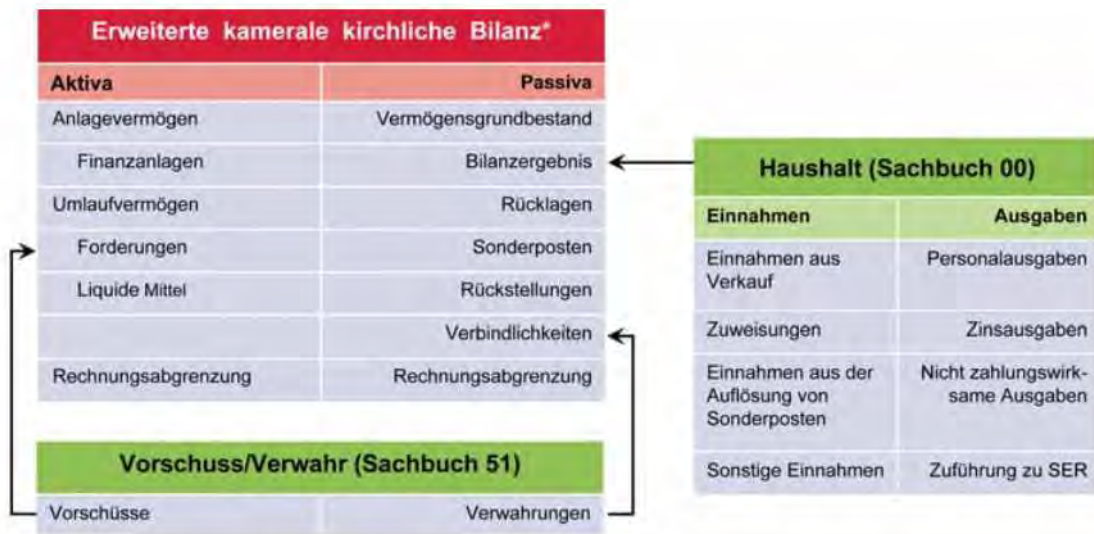 Erweiterte kamerale kirchliche Bilanz*
Aktiva Passiva
Anlagevermögen Vermögensgrundbestand
Finanzanlagen Bilanzergebnis
Umlaufvermögen Rücklagen
Forderungen Sonderposten
Liquide Mittel Rückstellungen
Verbindlichkeiten
Rechnungsabgrenzung Rechnungsabgrenzung
Vorschuss/Verwahr (Sachbuch 51)
Vorschüsse Verwahrungen
Haushalt (Sachbuch 00)
Einnahmen Ausgaben
Einnahmen aus Personalausgaben
Verkauf
Zuweisungen Zinsausgaben
Einnahmen aus der Nicht zahlungswirk-
Auflösung von same Ausgaben
Sonderposten
Sonstige Einnahmen Zuführung zu SER